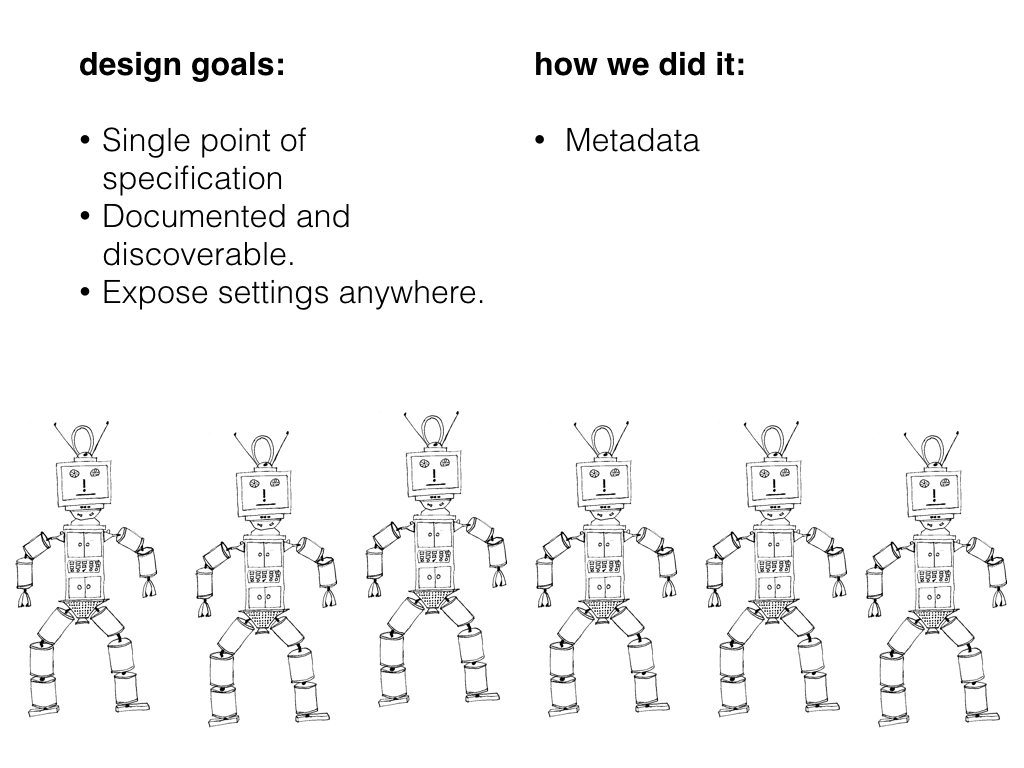 design goals:
• Single point of
specification
• Documented and
discoverable.
• Expose settings anywhere.
how we did it:
• Metadata